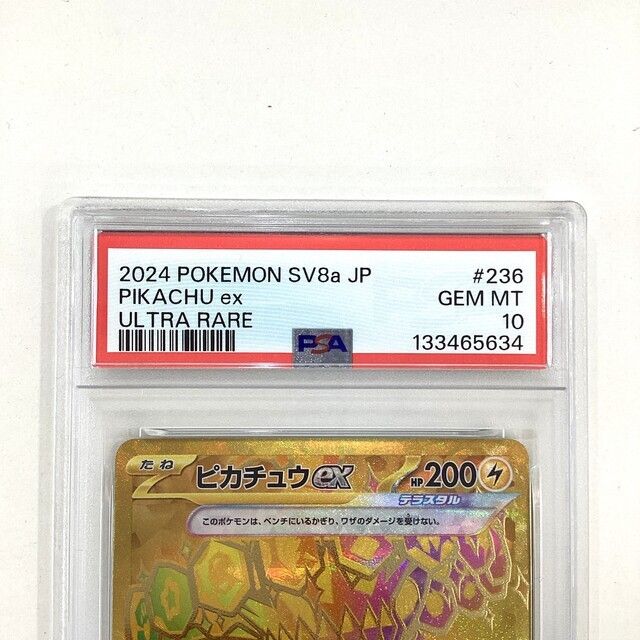 2024 POKEMON SV8a JP #236
PIKACHU ex GEM MT
ULTRA RARE 10
PSA 133465634
たね
ピカチュウex HP200
テラスタル
このポケモンは、ベンチにいるかぎり、ワザのダメージを受けない。